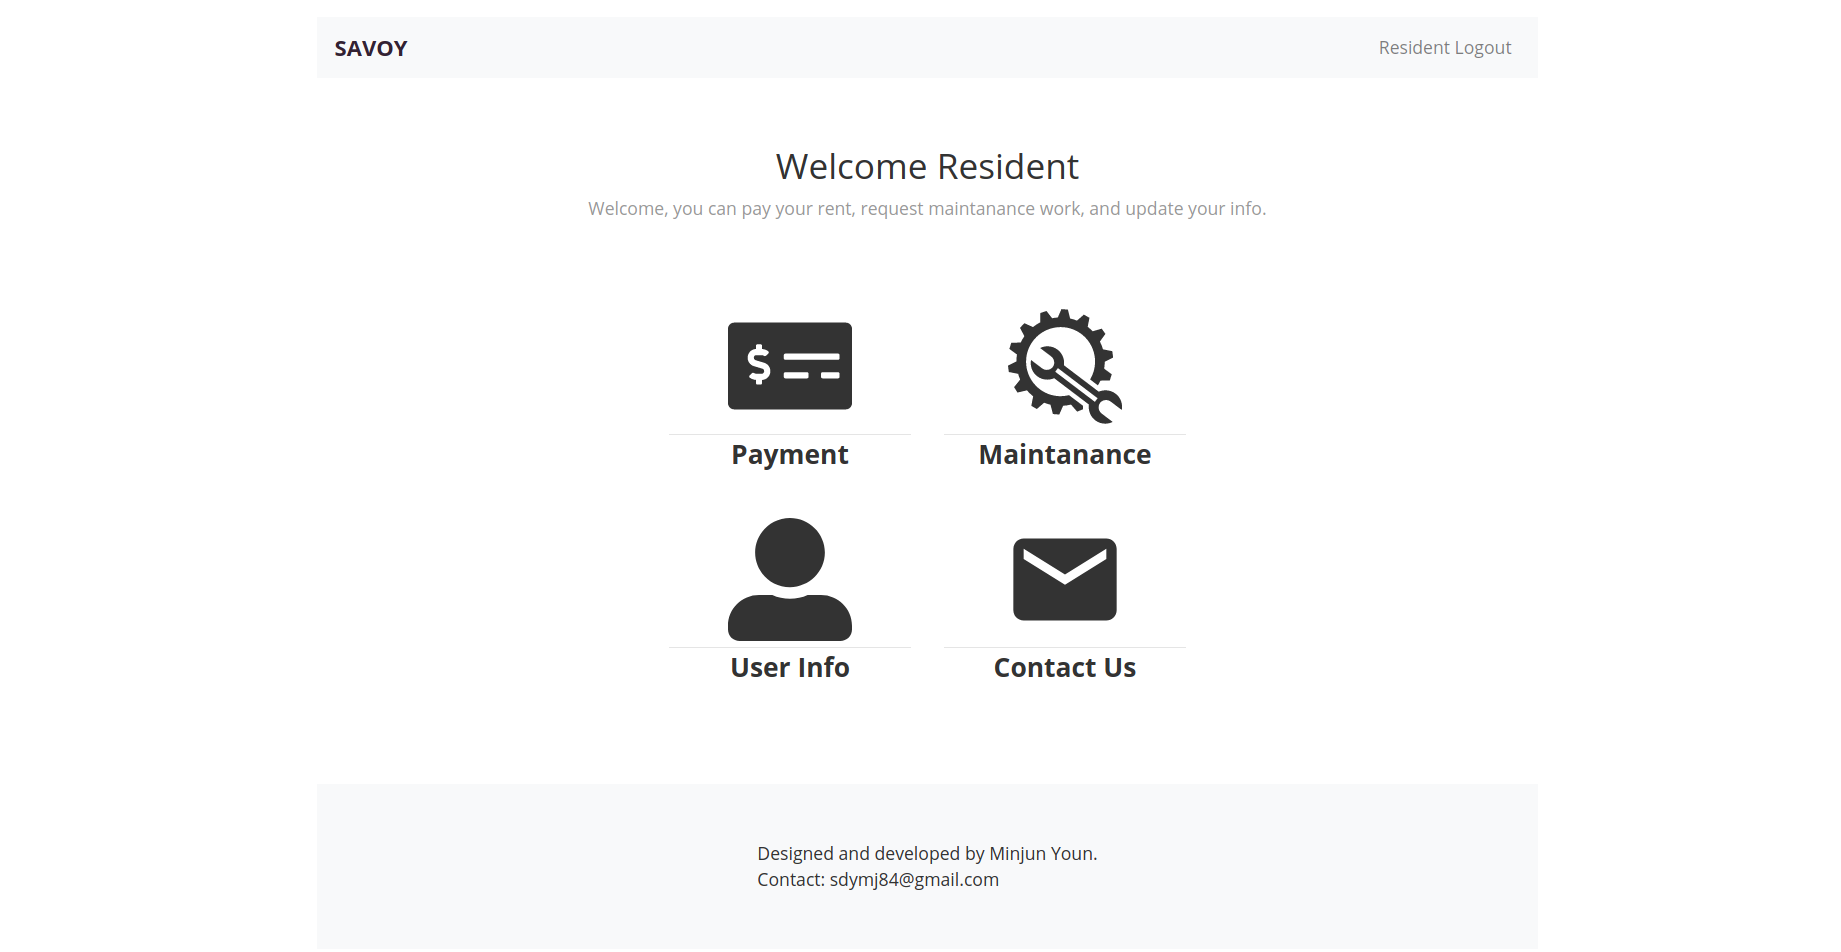 SAVOY
Resident Logout
Welcome Resident
Welcome, you can pay your rent, request maintanance work, and update your info.
$
Payment
Maintanance
User Info
Contact Us
Designed and developed by Minjun Youn.
Contact: sdymj84@gmail.com